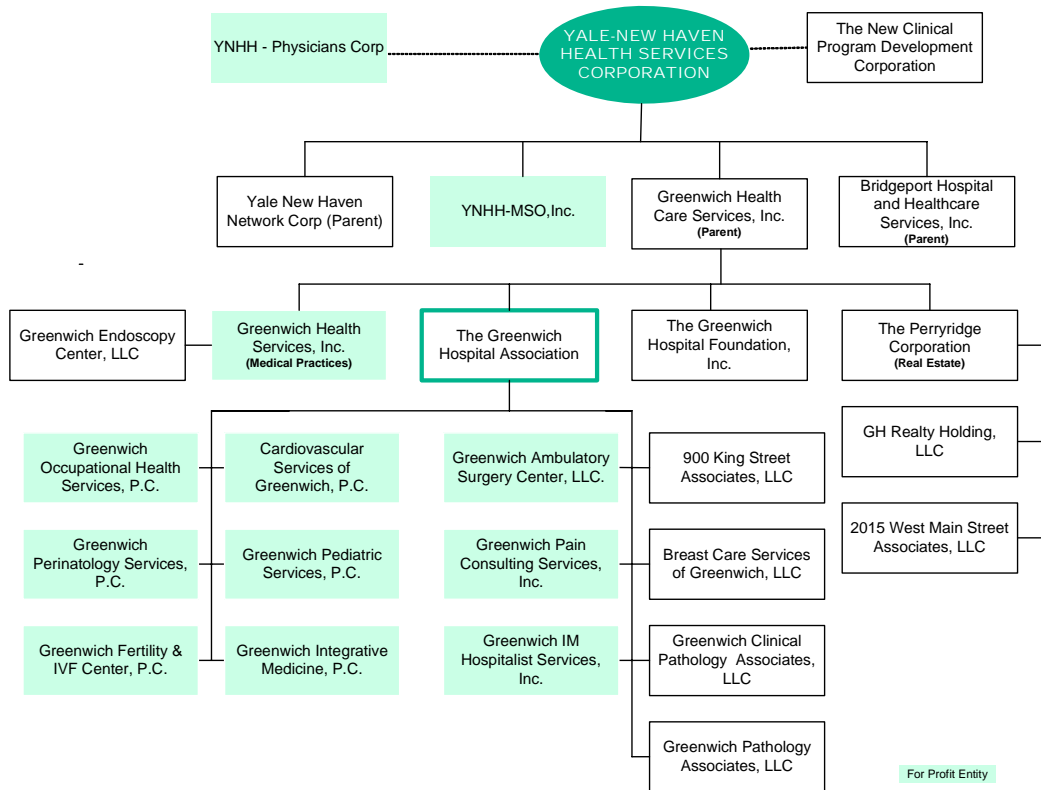 YNHH - Physicians Corp
YALE-NEW HAVEN
HEALTH SERVICES
CORPORATION
The New Clinical
Program Development
Corporation
Yale New Haven
Network Corp (Parent)
YNHH-MSO,Inc.
Greenwich Health
Care Services, Inc.
(Parent)
Bridgeport Hospital
and Healthcare
Services, Inc.
(Parent)
-
Greenwich Endoscopy
Center, LLC
Greenwich Health
Services, Inc.
(Medical Practices)
The Greenwich
Hospital Association
The Greenwich
Hospital Foundation,
Inc.
The Perryridge
Corporation
(Real Estate)
Greenwich
Occupational Health
Services, P.C.
Cardiovascular
Services of
Greenwich, P.C.
Greenwich Ambulatory
Surgery Center, LLC.
900 King Street
Associates, LLC
GH Realty Holding,
LLC
Greenwich
Perinatology Services,
P.C.
Greenwich Pediatric
Services, P.C.
Greenwich Pain
Consulting Services,
Inc.
Breast Care Services
of Greenwich, LLC
2015 West Main Street
Associates, LLC
Greenwich Fertility &
IVF Center, P.C.
Greenwich Integrative
Medicine, P.C.
Greenwich IM
Hospitalist Services,
Inc.
Greenwich Clinical
Pathology Associates,
LLC
Greenwich Pathology
Associates, LLC
For Profit Entity